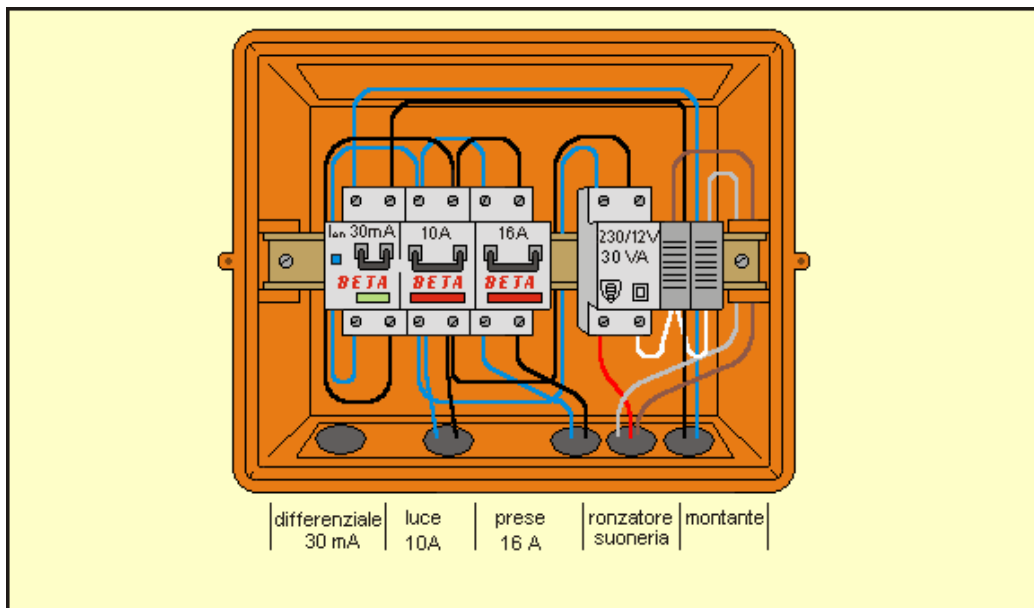 Ian 30mA
10A
16A
230/12V
30 VA
BETA
BETA
BETA
differenziale
30 mA
luce
10A
prese
16 A
ronzatore
suoneria
montante